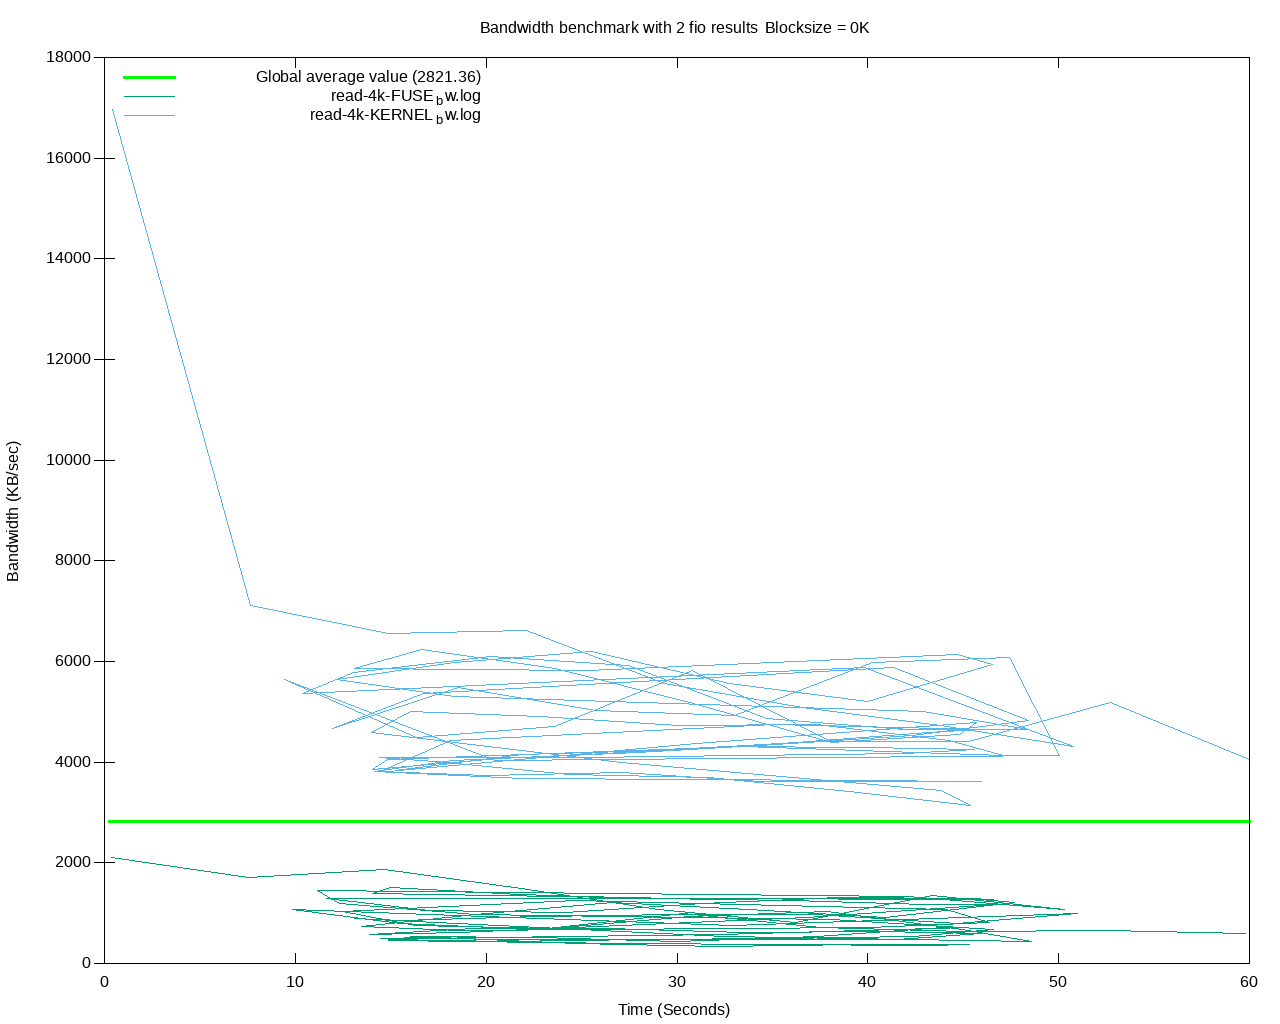 Bandwidth benchmark with 2 fio results Blocksize = 0K
18000
Global average value (2821.36)
read-4k-FUSE_bw.log
read-4k-KERNEL_bw.log
16000
14000
12000
10000
8000
6000
4000
2000
0
Bandwidth (KB/sec)
0 10 20 30 40 50 60
Time (Seconds)